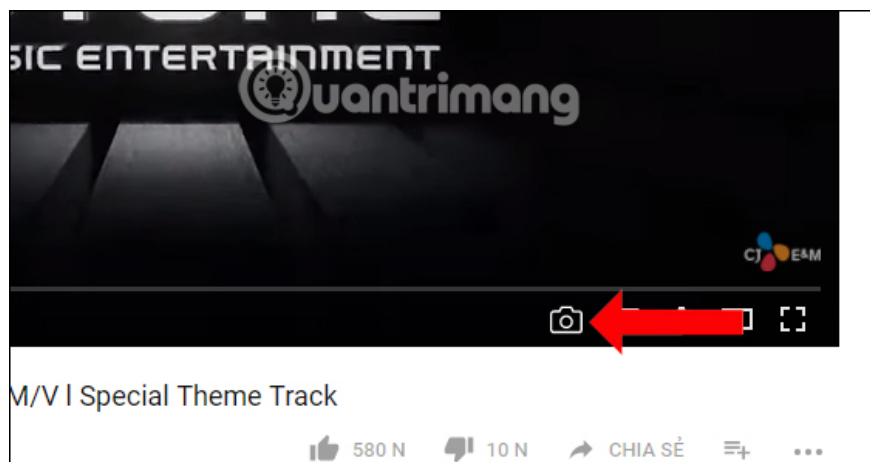 SIC ENTERTAINMENT
Quantrimang
CJ E&M
M/V l Special Theme Track
580 N
10 N
CHIA SẺ